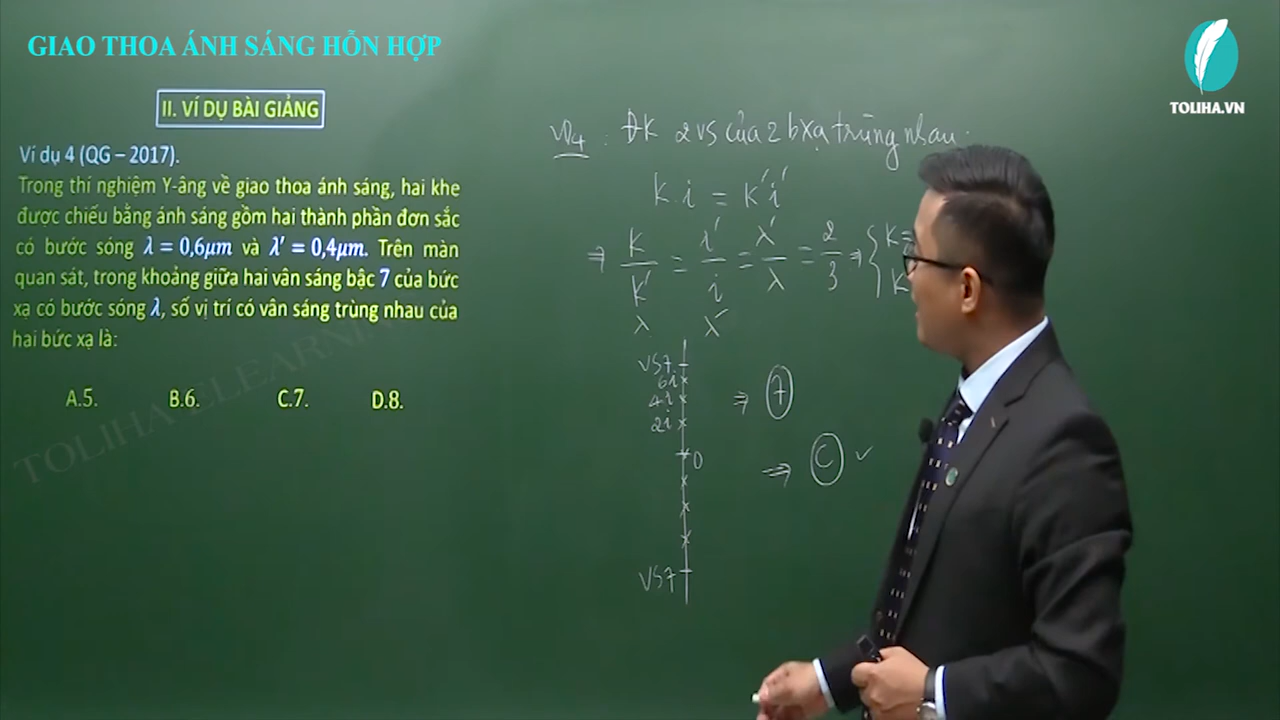 GIAO THOA ÁNH SÁNG HỖN HỢP
TOLIHA.VN
II. VÍ DỤ BÀI GIẢNG
Ví dụ 4 (QG – 2017).
Trong thí nghiệm Y-âng về giao thoa ánh sáng, hai khe
được chiếu bằng ánh sáng gồm hai thành phần đơn sắc
có bước sóng λ = 0,6μm và λ' = 0,4μm. Trên màn
quan sát, trong khoảng giữa hai vân sáng bậc 7 của bức
xạ có bước sóng λ, số vị trí có vân sáng trùng nhau của
hai bức xạ là:
A.5. B.6. C.7. D.8.
TOLIHA ELEARNING
VD4 : ĐK 2 VS của 2 bxạ trùng nhau.
k.i = k'i'
⇒ k/k' = i'/i = λ'/λ = 2/3 ⇒ { k=
k
λ λ'
VS7
6i
4i ⇒ 7
2i
O ⇒ C ✓
VS7